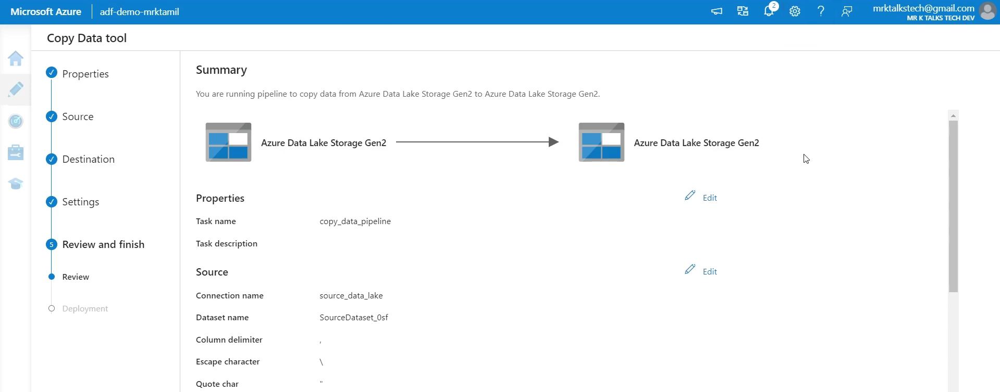 Microsoft Azure
adf-demo-mrktamil
2
mrktalkstech@gmail.com
MR K TALKS TECH DEV
Copy Data tool
Properties
Source
Destination
Settings
5 Review and finish
Review
Deployment
Summary
You are running pipeline to copy data from Azure Data Lake Storage Gen2 to Azure Data Lake Storage Gen2.
Azure Data Lake Storage Gen2
Azure Data Lake Storage Gen2
Properties
Edit
Task name copy_data_pipeline
Task description
Source
Edit
Connection name source_data_lake
Dataset name SourceDataset_0sf
Column delimiter ,
Escape character \
Quote char "